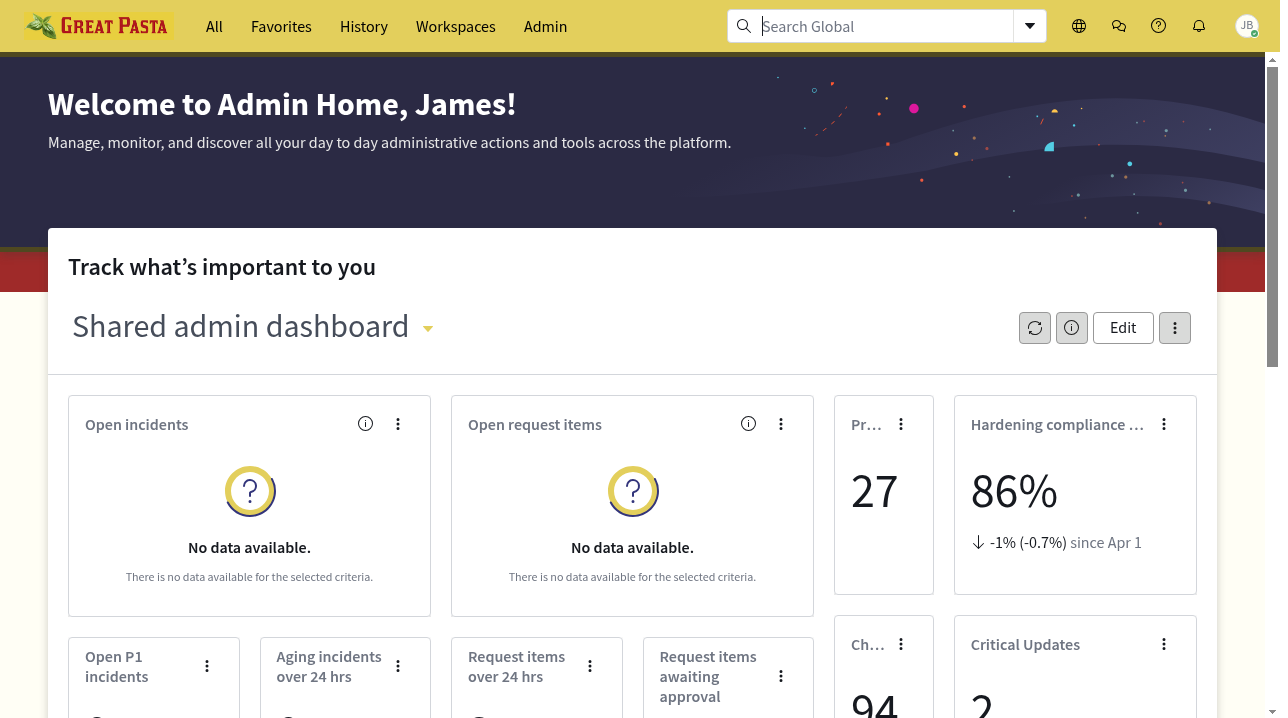 GREAT PASTA
All
Favorites
History
Workspaces
Admin
Search Global
JB
Welcome to Admin Home, James!
Manage, monitor, and discover all your day to day administrative actions and tools across the platform.
Track what's important to you
Shared admin dashboard
Edit
Open incidents
?
No data available.
There is no data available for the selected criteria.
Open request items
?
No data available.
There is no data available for the selected criteria.
Pr...
27
Hardening compliance ...
86%
-1% (-0.7%) since Apr 1
Open P1
incidents
Aging incidents
over 24 hrs
Request items
over 24 hrs
Request items
awaiting
approval
Ch...
94
Critical Updates
2